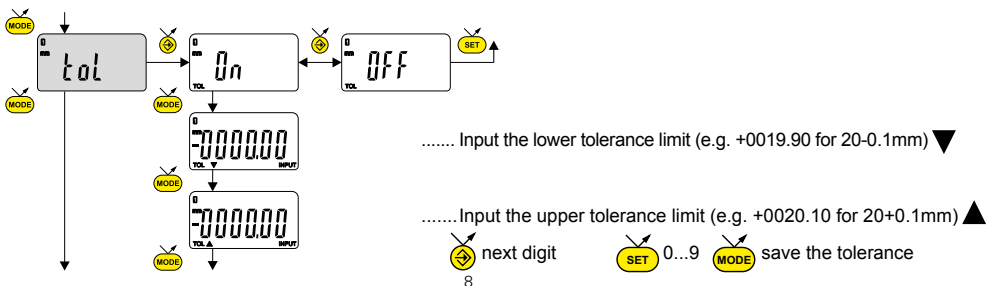 MODE
mm
toL
MODE
mm
On
TOL
MODE
OFF
TOL
SET
mm
-0000.00
TOL ▼ INPUT
....... Input the lower tolerance limit (e.g. +0019.90 for 20-0.1mm) ▼
MODE
mm
-0000.00
TOL ▲ INPUT
.......Input the upper tolerance limit (e.g. +0020.10 for 20+0.1mm) ▲
MODE
next digit SET 0...9 MODE save the tolerance
8